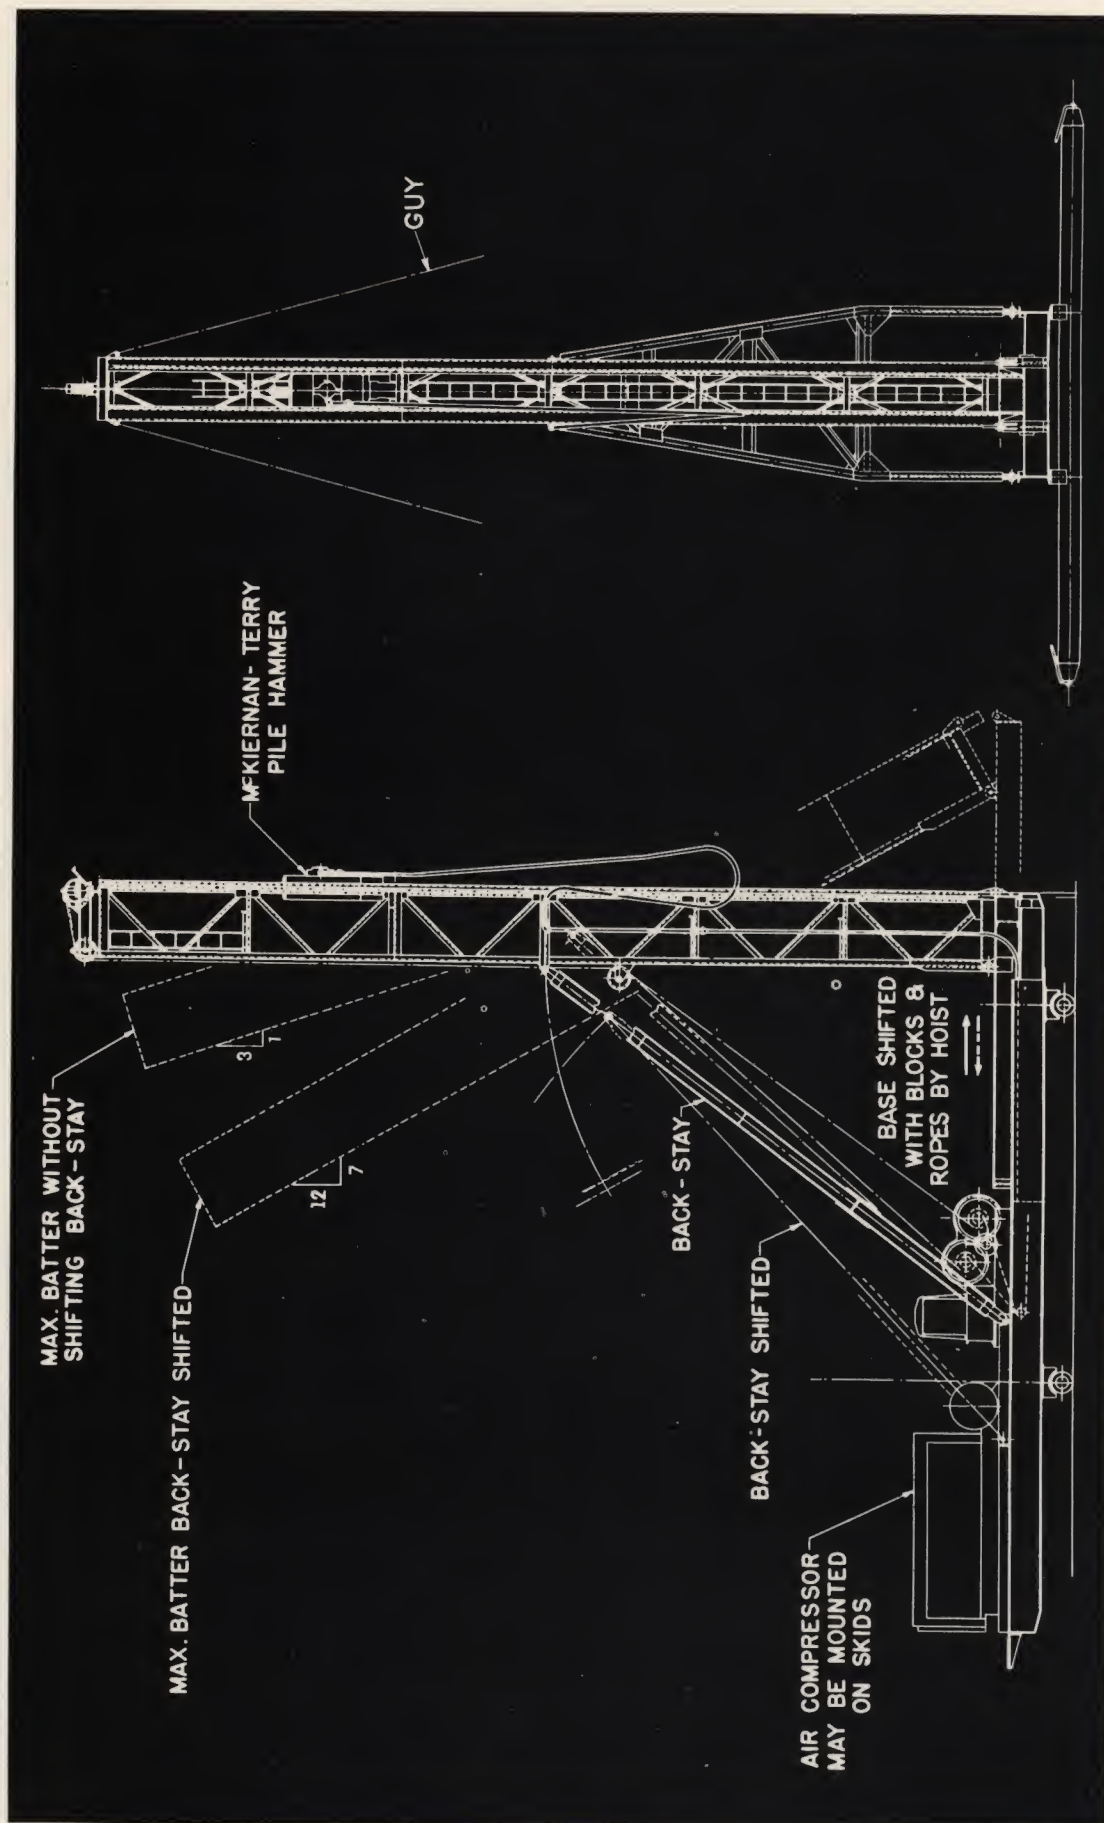 MAX. BATTER WITHOUT
SHIFTING BACK-STAY
3
1
MAX. BATTER BACK-STAY SHIFTED
12
7
McKIERNAN-TERRY
PILE HAMMER
GUY
BACK-STAY
BACK-STAY SHIFTED
BASE SHIFTED
WITH BLOCKS &
ROPES BY HOIST
AIR COMPRESSOR
MAY BE MOUNTED
ON SKIDS